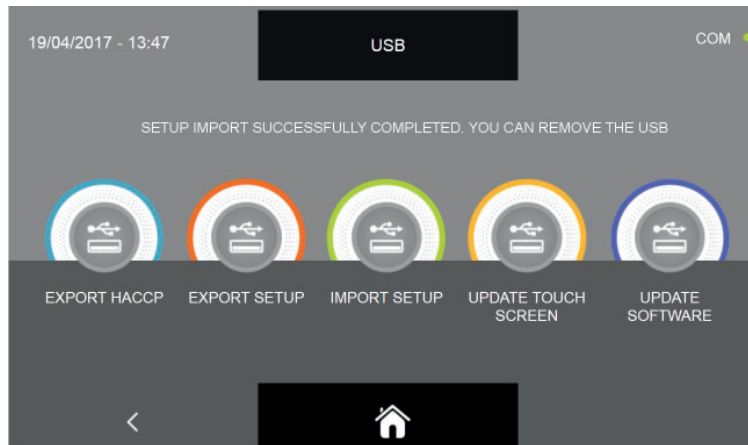 19/04/2017 - 13:47
USB
COM
SETUP IMPORT SUCCESSFULLY COMPLETED. YOU CAN REMOVE THE USB
EXPORT HACCP
EXPORT SETUP
IMPORT SETUP
UPDATE TOUCH
SCREEN
UPDATE
SOFTWARE